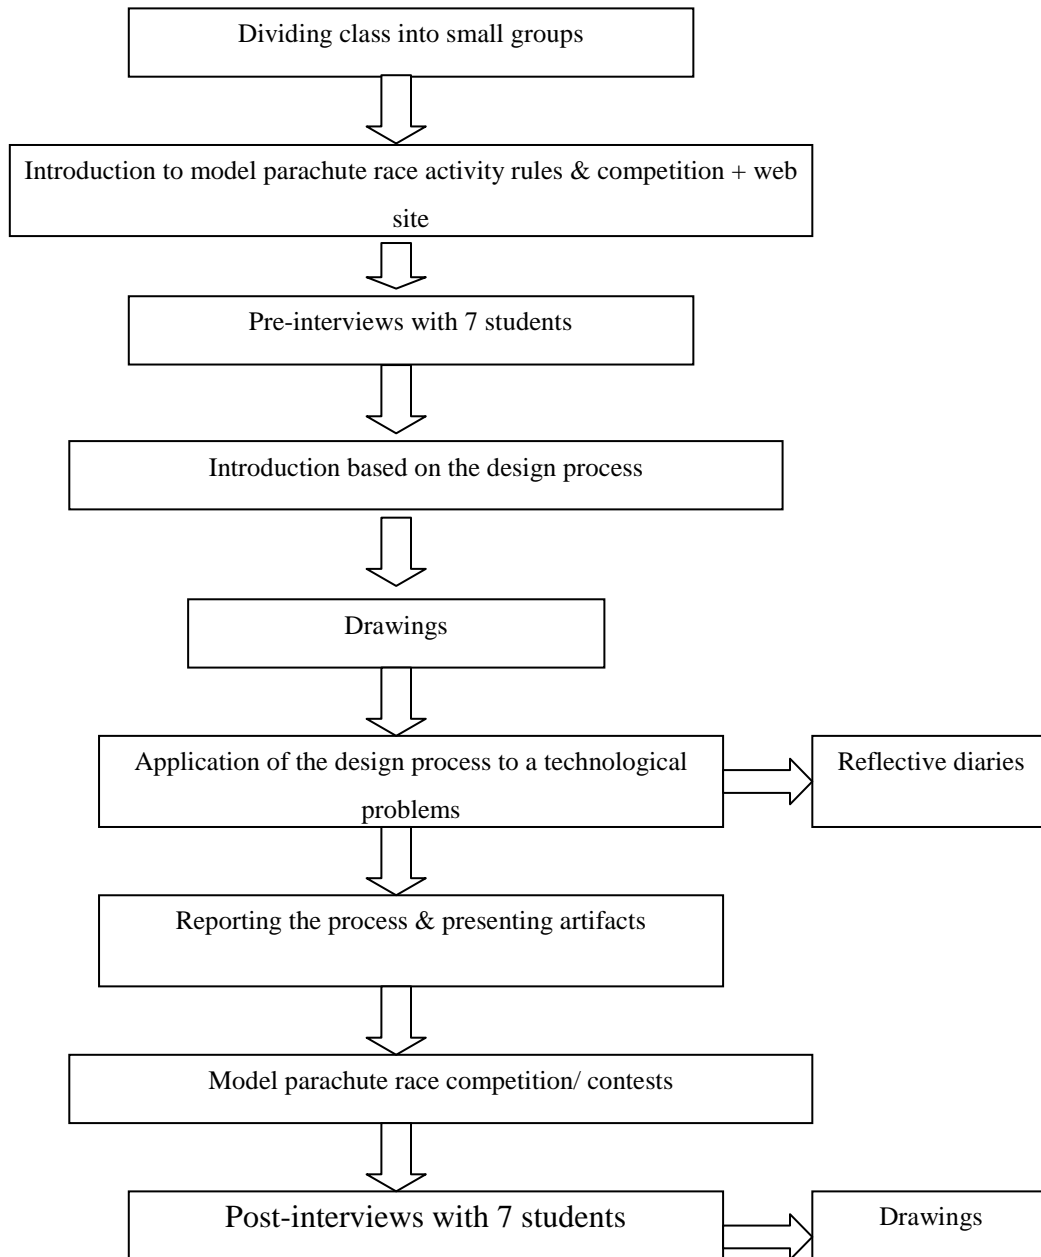 Dividing class into small groups
Introduction to model parachute race activity rules & competition + web
site
Pre-interviews with 7 students
Introduction based on the design process
Drawings
Application of the design process to a technological
problems
Reflective diaries
Reporting the process & presenting artifacts
Model parachute race competition/ contests
Post-interviews with 7 students
Drawings